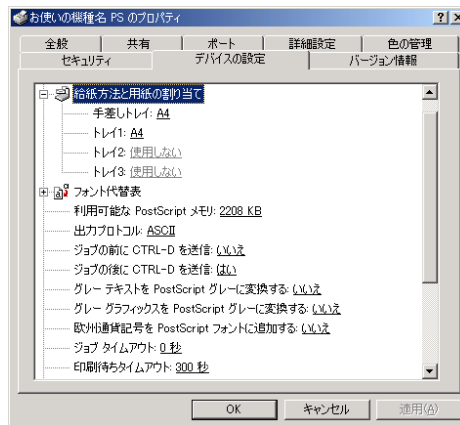 お使いの機種名 PS のプロパティ
全般 共有 ポート 詳細設定 色の管理
セキュリティ デバイスの設定 バージョン情報
給紙方法と用紙の割り当て
手差しトレイ: A4
トレイ1: A4
トレイ2: 使用しない
トレイ3: 使用しない
フォント代替表
利用可能な PostScript メモリ: 2208 KB
出力プロトコル: ASCII
ジョブの前に CTRL-D を送信: いいえ
ジョブの後に CTRL-D を送信: はい
グレー テキストを PostScript グレーに変換する: いいえ
グレー グラフィックスを PostScript グレーに変換する: いいえ
欧州通貨記号を PostScript フォントに追加する: いいえ
ジョブ タイムアウト: 0 秒
印刷待ちタイムアウト: 300 秒
OK キャンセル 適用(A)